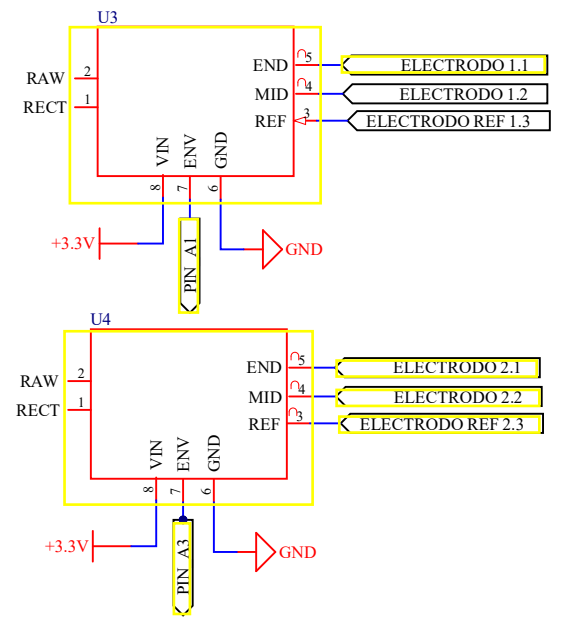 U3
RAW 2
RECT 1
END 5 ELECTRODO 1.1
MID 4 ELECTRODO 1.2
REF 3 ELECTRODO REF 1.3
VIN ENV GND
8 7 6
+3.3V
PIN A1
GND
U4
RAW 2
RECT 1
END 5 ELECTRODO 2.1
MID 4 ELECTRODO 2.2
REF 3 ELECTRODO REF 2.3
VIN ENV GND
8 7 6
+3.3V
PIN A3
GND